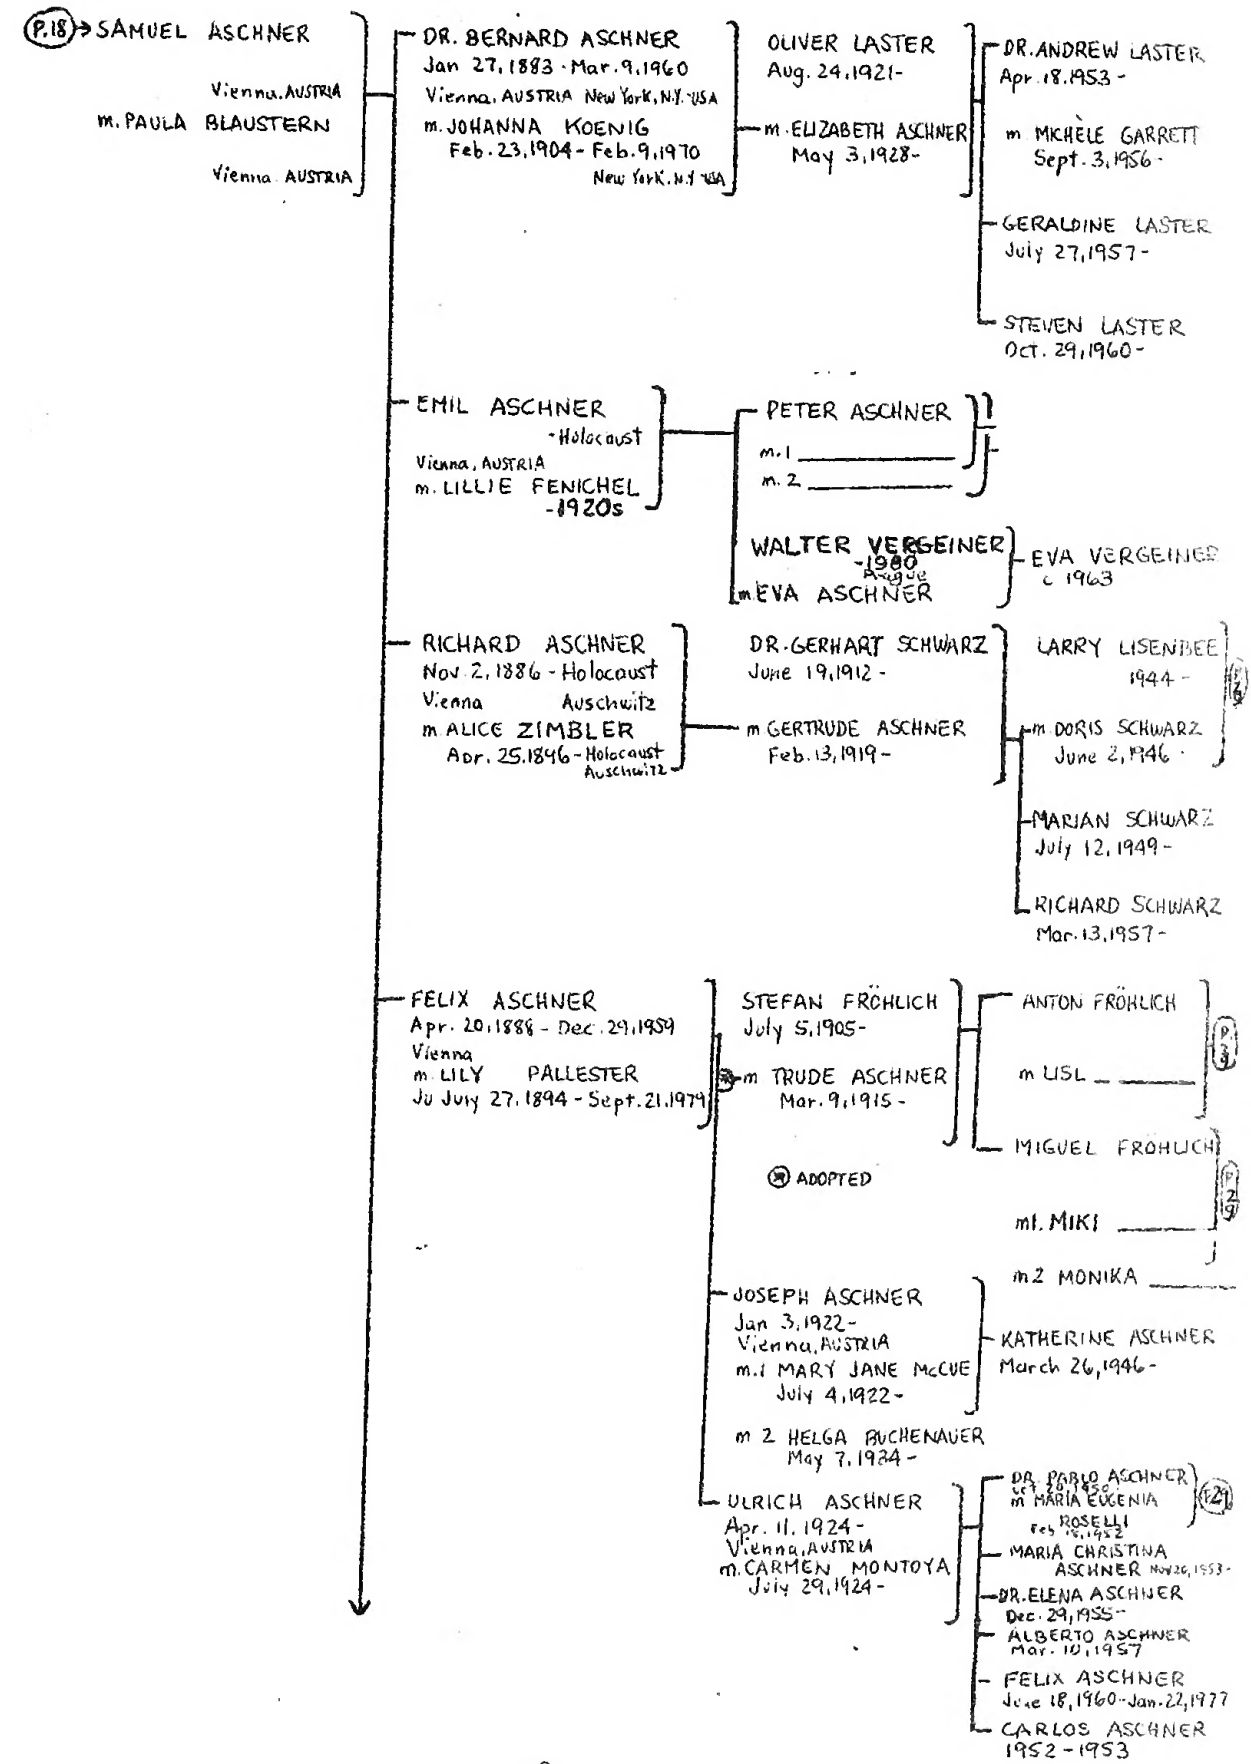 P.18 → SAMUEL ASCHNER
Vienna, AUSTRIA
m. PAULA BLAUSTERN
Vienna AUSTRIA
DR. BERNARD ASCHNER
Jan 27, 1883 - Mar. 9, 1960
Vienna, AUSTRIA New York, N.Y. USA
m. JOHANNA KOENIG
Feb. 23, 1904 - Feb. 9, 1970
New York, N.Y USA
OLIVER LASTER
Aug. 24, 1921-
m. ELIZABETH ASCHNER
May 3, 1928-
DR. ANDREW LASTER
Apr. 18. 1953 -
m MICHÈLE GARRETT
Sept. 3, 1956 -
GERALDINE LASTER
July 27, 1957 -
STEVEN LASTER
Oct. 29, 1960 -
EMIL ASCHNER
- Holocaust
Vienna, AUSTRIA
m. LILLIE FENICHEL
- 1920s
PETER ASCHNER
m. 1
m. 2
WALTER VERGEINER
- 1980
Prague
m. EVA ASCHNER
EVA VERGEINER
c 1963
RICHARD ASCHNER
Nov. 2, 1886 - Holocaust
Vienna Auschwitz
m ALICE ZIMBLER
Apr. 25. 1896 - Holocaust
Auschwitz
DR. GERHART SCHWARZ
June 19, 1912 -
m GERTRUDE ASCHNER
Feb. 13, 1919 -
LARRY LISENBEE
1944 -
m. DORIS SCHWARZ
June 2, 1946 -
MARIAN SCHWARZ
July 12, 1949 -
RICHARD SCHWARZ
Mar. 13, 1957 -
FELIX ASCHNER
Apr. 20, 1888 - Dec. 29, 1959
Vienna
m. LILY PALLESTER
Ju July 27. 1894 - Sept. 21. 1979
STEFAN FRÖHLICH
July 5, 1905 -
m TRUDE ASCHNER
Mar. 9, 1915 -
ADOPTED
ANTON FRÖHLICH
m LISL
MIGUEL FRÖHLICH
P. 29
m1. MIKI
m2 MONIKA
JOSEPH ASCHNER
Jan 3, 1922 -
Vienna, AUSTRIA
m. 1 MARY JANE McCUE
July 4, 1922 -
m 2 HELGA BUCHENAUER
May 7, 1934 -
KATHERINE ASCHNER
March 26, 1946 -
ULRICH ASCHNER
Apr. 11. 1924 -
Vienna, AUSTRIA
m. CARMEN MONTOYA
July 29, 1924 -
DR. PABLO ASCHNER
m MARIA EUGENIA
ROSELLI
P.29
MARIA CHRISTINA
ASCHNER Nov 26, 1953 -
DR. ELENA ASCHNER
Dec. 29, 1955 -
ALBERTO ASCHNER
Mar. 10, 1957
FELIX ASCHNER
June 18, 1960 - Jan. 22, 1977
CARLOS ASCHNER
1952 - 1953